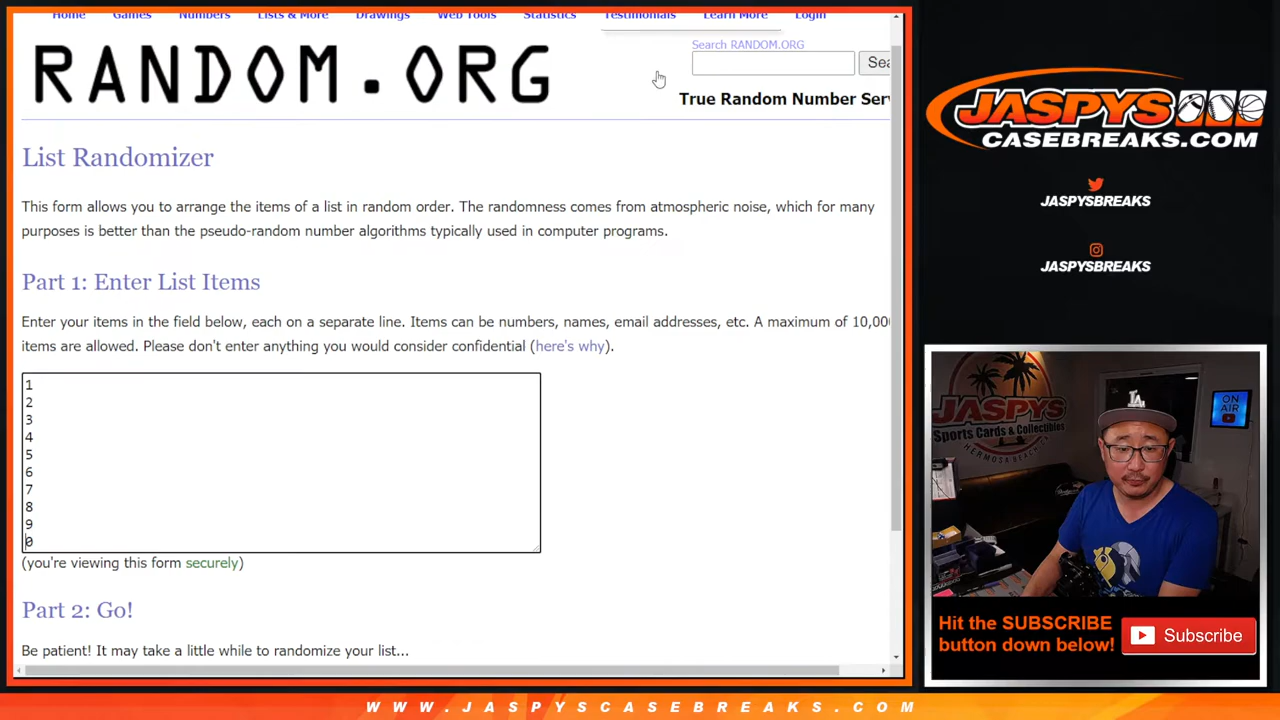 Home Games Numbers Lists & More Drawings Web Tools Statistics Testimonials Learn More Login
RANDOM.ORG
Search RANDOM.ORG
Sea
True Random Number Serv
List Randomizer
This form allows you to arrange the items of a list in random order. The randomness comes from atmospheric noise, which for many
purposes is better than the pseudo-random number algorithms typically used in computer programs.
Part 1: Enter List Items
Enter your items in the field below, each on a separate line. Items can be numbers, names, email addresses, etc. A maximum of 10,000
items are allowed. Please don't enter anything you would consider confidential (here's why).
1
2
3
4
5
6
7
8
9
0
(you're viewing this form securely)
Part 2: Go!
Be patient! It may take a little while to randomize your list...
JASPYS
CASEBREAKS.COM
JASPYSBREAKS
JASPYSBREAKS
JASPYS
Sports Cards & Collectibles
HERMOSA BEACH, CA
ON
AIR
LA
Hit the SUBSCRIBE
button down below!
Subscribe
WWW.JASPYSCASEBREAKS.COM